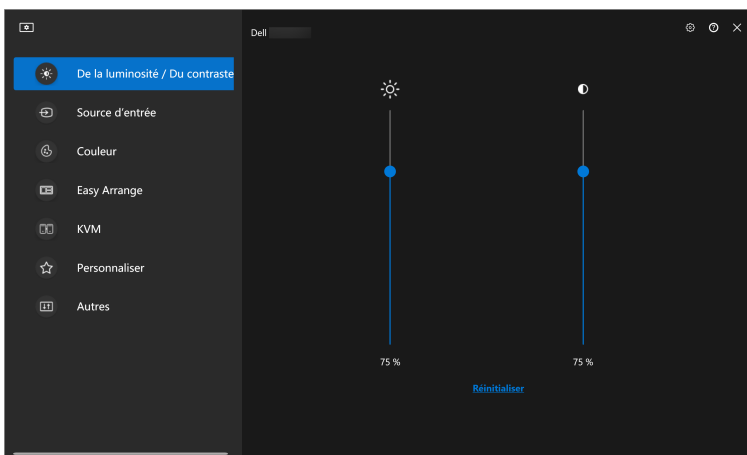 Dell
De la luminosité / Du contraste
Source d'entrée
Couleur
Easy Arrange
KVM
Personnaliser
Autres
75 %
75 %
Réinitialiser